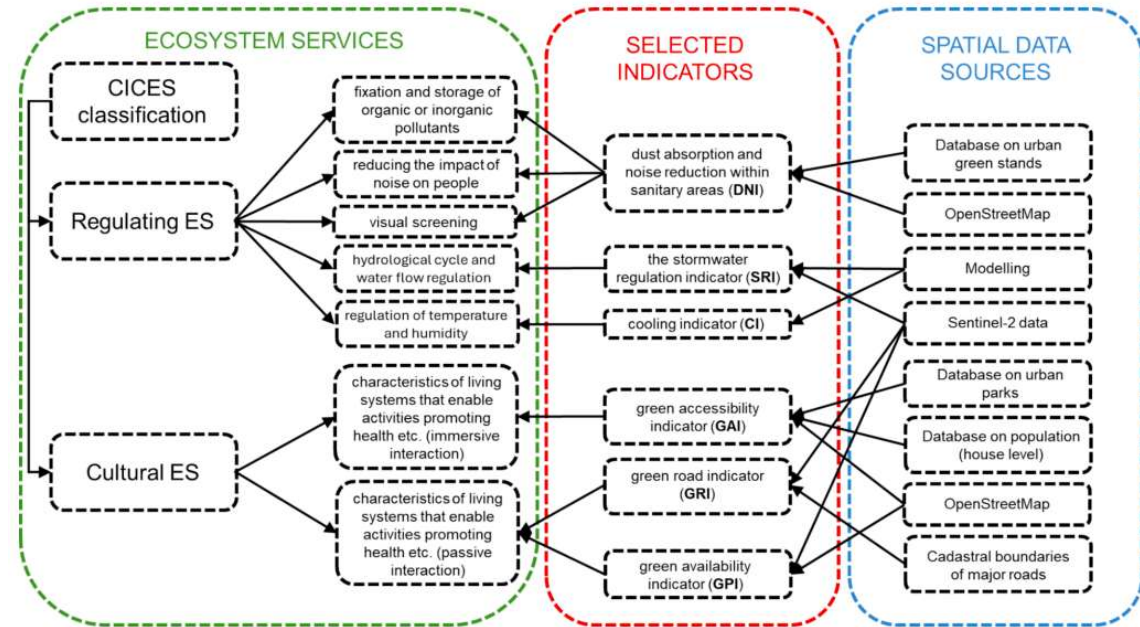 ECOSYSTEM SERVICES
CICES
classification
Regulating ES
Cultural ES
fixation and storage of
organic or inorganic
pollutants
reducing the impact of
noise on people
visual screening
hydrological cycle and
water flow regulation
regulation of temperature
and humidity
characteristics of living
systems that enable
activities promoting
health etc. (immersive
interaction)
characteristics of living
systems that enable
activities promoting
health etc. (passive
interaction)
SELECTED
INDICATORS
dust absorption and
noise reduction within
sanitary areas (DNI)
the stormwater
regulation indicator (SRI)
cooling indicator (CI)
green accessibility
indicator (GAI)
green road indicator
(GRI)
green availability
indicator (GPI)
SPATIAL DATA
SOURCES
Database on urban
green stands
OpenStreetMap
Modelling
Sentinel-2 data
Database on urban
parks
Database on population
(house level)
OpenStreetMap
Cadastral boundaries
of major roads